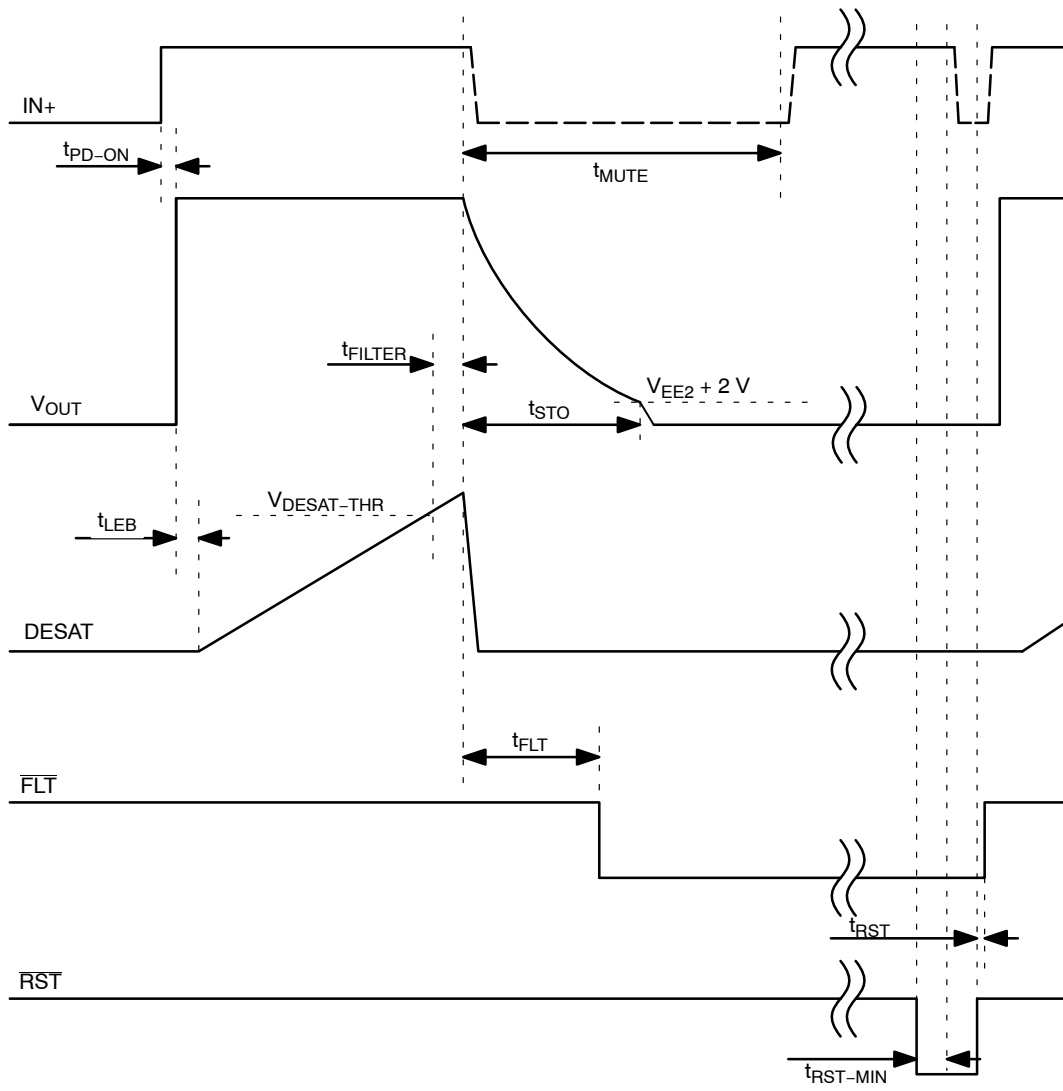 IN+
tPD−ON
tMUTE
tFILTER
VEE2 + 2 V
VOUT
tSTO
VDESAT−THR
tLEB
DESAT
tFLT
FLT
tRST
RST
tRST−MIN